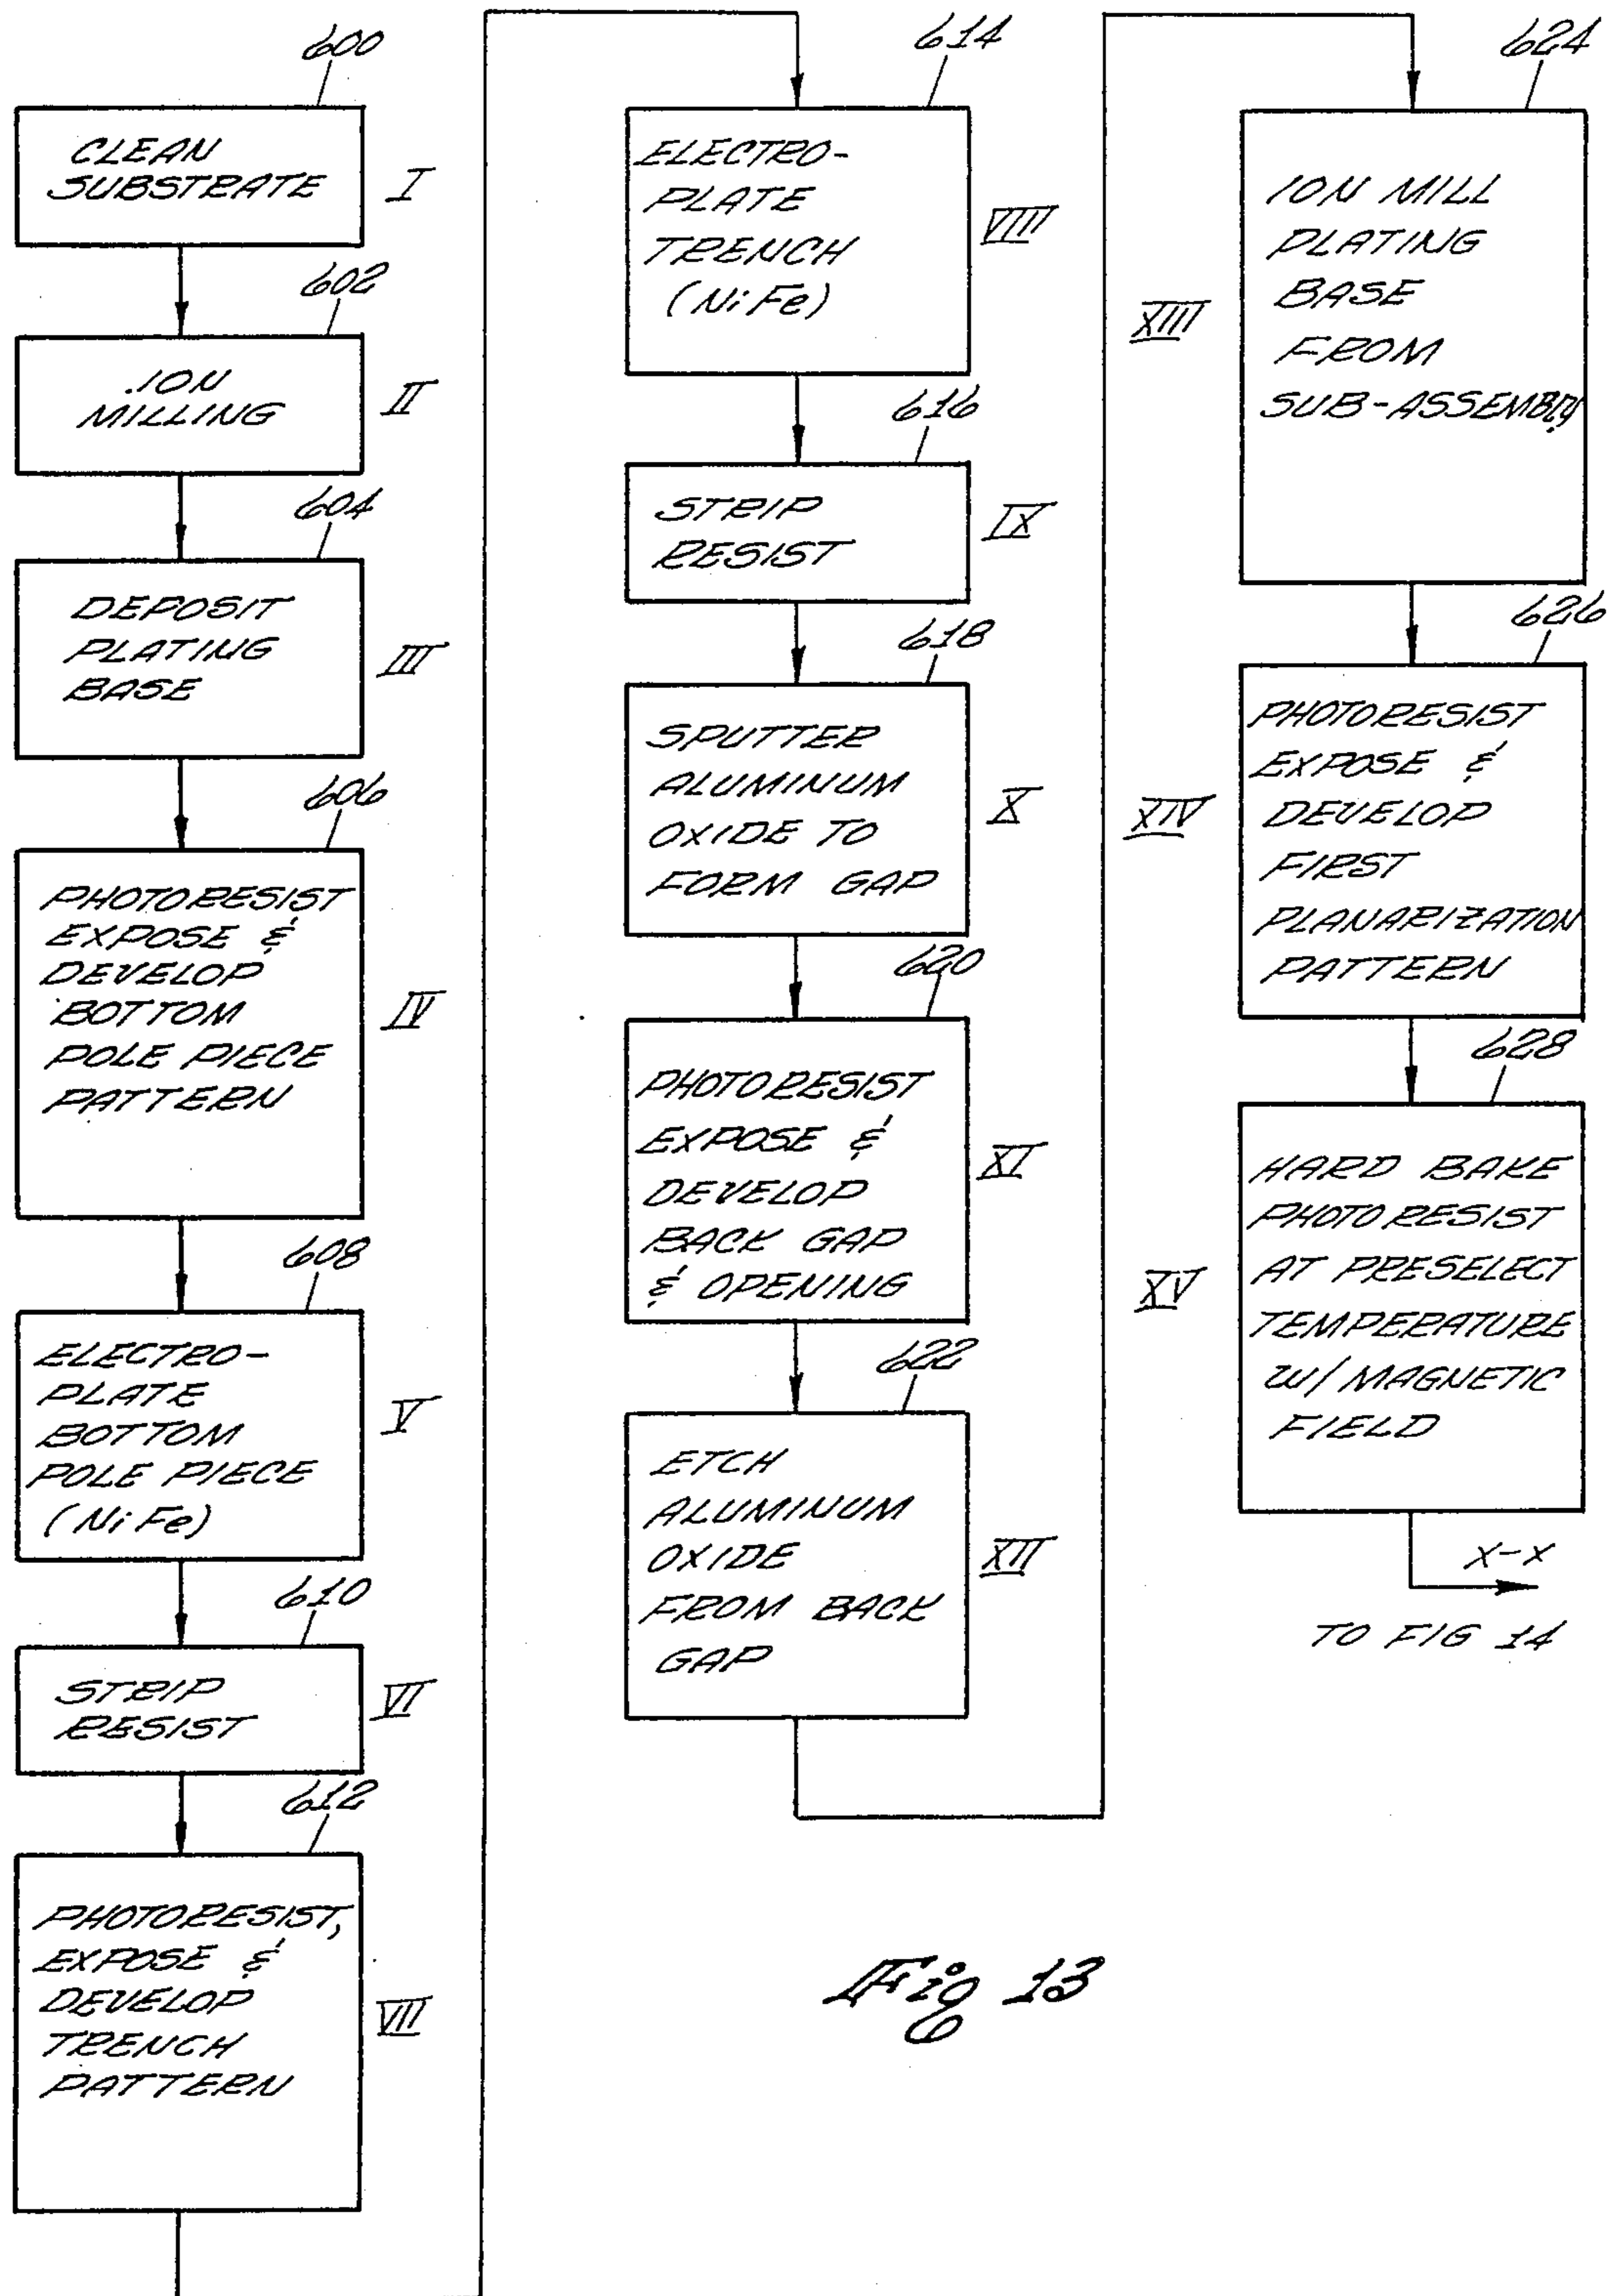 600
CLEAN
SUBSTRATE
I
602
ION
MILLING
II
604
DEPOSIT
PLATING
BASE
III
606
PHOTORESIST
EXPOSE &
DEVELOP
BOTTOM
POLE PIECE
PATTERN
IV
608
ELECTRO-
PLATE
BOTTOM
POLE PIECE
(NiFe)
V
610
STRIP
RESIST
VI
612
PHOTORESIST,
EXPOSE &
DEVELOP
TRENCH
PATTERN
VII
614
ELECTRO-
PLATE
TRENCH
(NiFe)
VIII
616
STRIP
RESIST
IX
618
SPUTTER
ALUMINUM
OXIDE TO
FORM GAP
X
620
PHOTORESIST
EXPOSE &
DEVELOP
BACK GAP
& OPENING
XI
622
ETCH
ALUMINUM
OXIDE
FROM BACK
GAP
XII
624
ION MILL
PLATING
BASE
FROM
SUB-ASSEMBLY
XIII
626
PHOTORESIST
EXPOSE &
DEVELOP
FIRST
PLANARIZATION
PATTERN
XIV
628
HARD BAKE
PHOTORESIST
AT PRESELECT
TEMPERATURE
W/ MAGNETIC
FIELD
XV
X-X
TO FIG 14
Fig 13